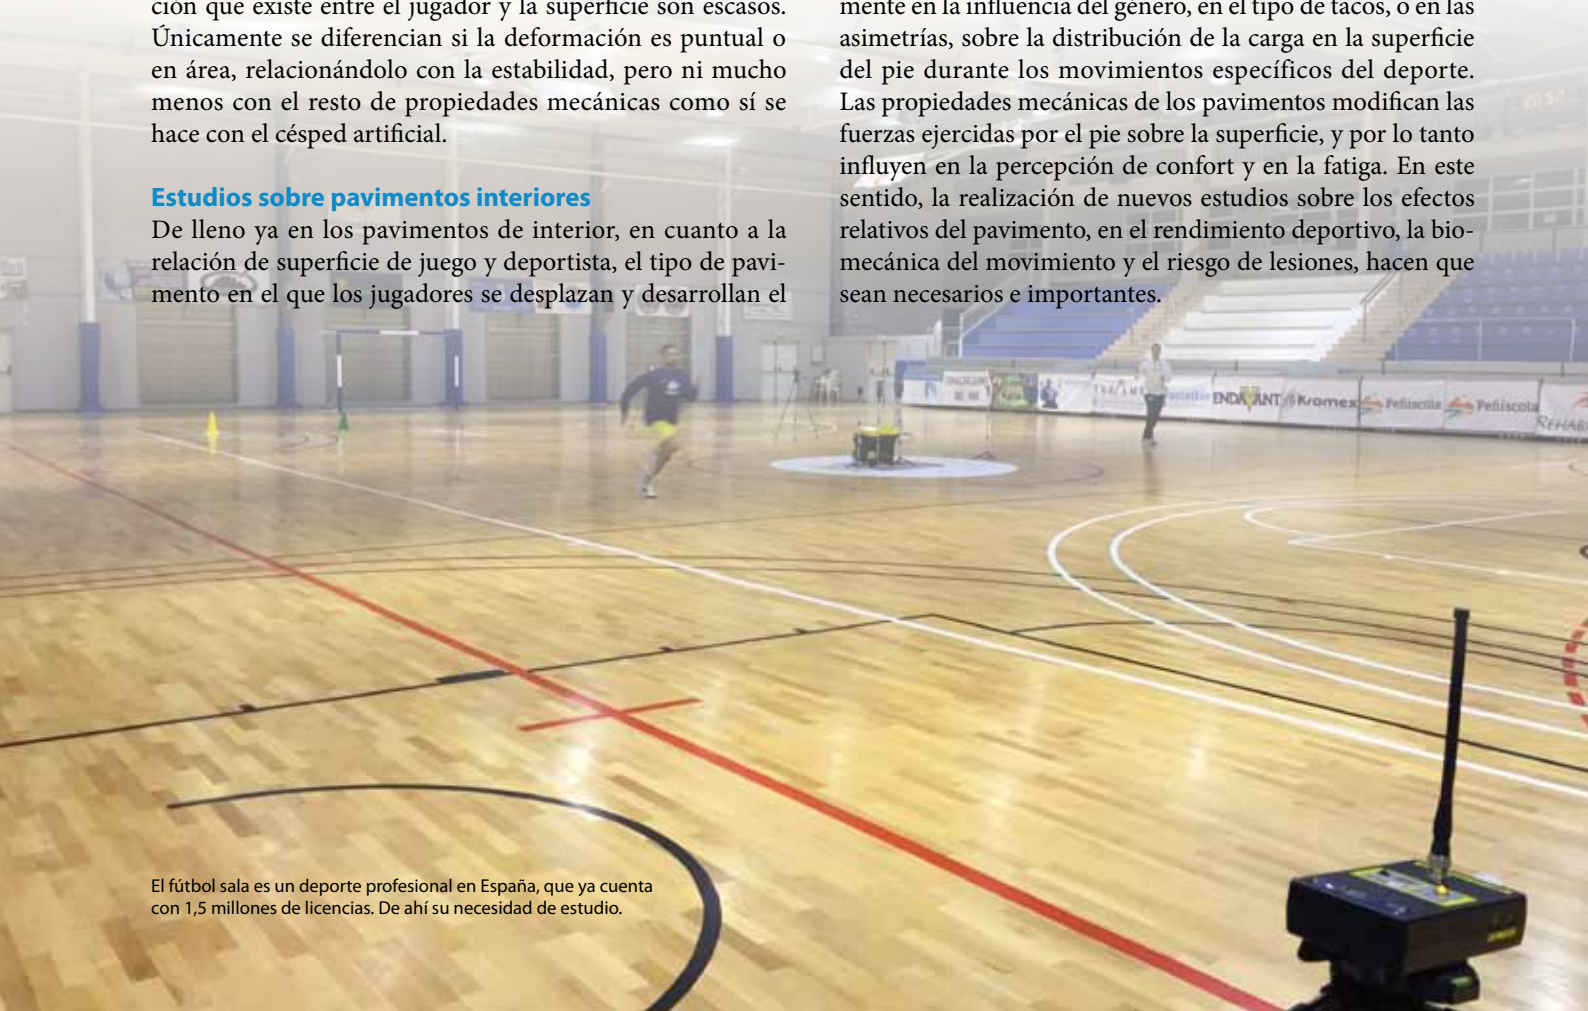 ción que existe entre el jugador y la superficie son escasos.
Únicamente se diferencian si la deformación es puntual o
en área, relacionándolo con la estabilidad, pero ni mucho
menos con el resto de propiedades mecánicas como sí se
hace con el césped artificial.
Estudios sobre pavimentos interiores
De lleno ya en los pavimentos de interior, en cuanto a la
relación de superficie de juego y deportista, el tipo de pavi-
mento en el que los jugadores se desplazan y desarrollan el
mente en la influencia del género, en el tipo de tacos, o en las
asimetrías, sobre la distribución de la carga en la superficie
del pie durante los movimientos específicos del deporte.
Las propiedades mecánicas de los pavimentos modifican las
fuerzas ejercidas por el pie sobre la superficie, y por lo tanto
influyen en la percepción de confort y en la fatiga. En este
sentido, la realización de nuevos estudios sobre los efectos
relativos del pavimento, en el rendimiento deportivo, la bio-
mecánica del movimiento y el riesgo de lesiones, hacen que
sean necesarios e importantes.
ENDAVANT Kromex Peñiscola Peñiscola
El fútbol sala es un deporte profesional en España, que ya cuenta
con 1,5 millones de licencias. De ahí su necesidad de estudio.